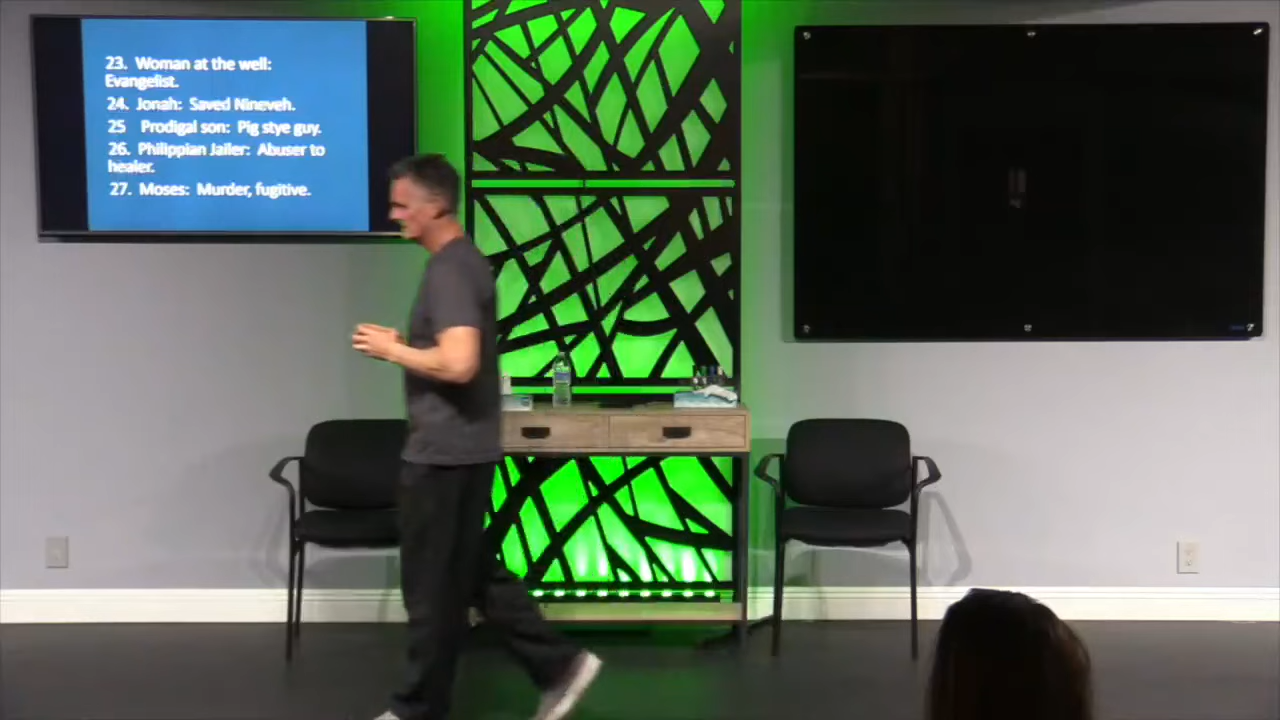 23. Woman at the well:
Evangelist.
24. Jonah: Saved Nineveh.
25 Prodigal son: Pig stye guy.
26. Philippian Jailer: Abuser to
healer.
27. Moses: Murder, fugitive.